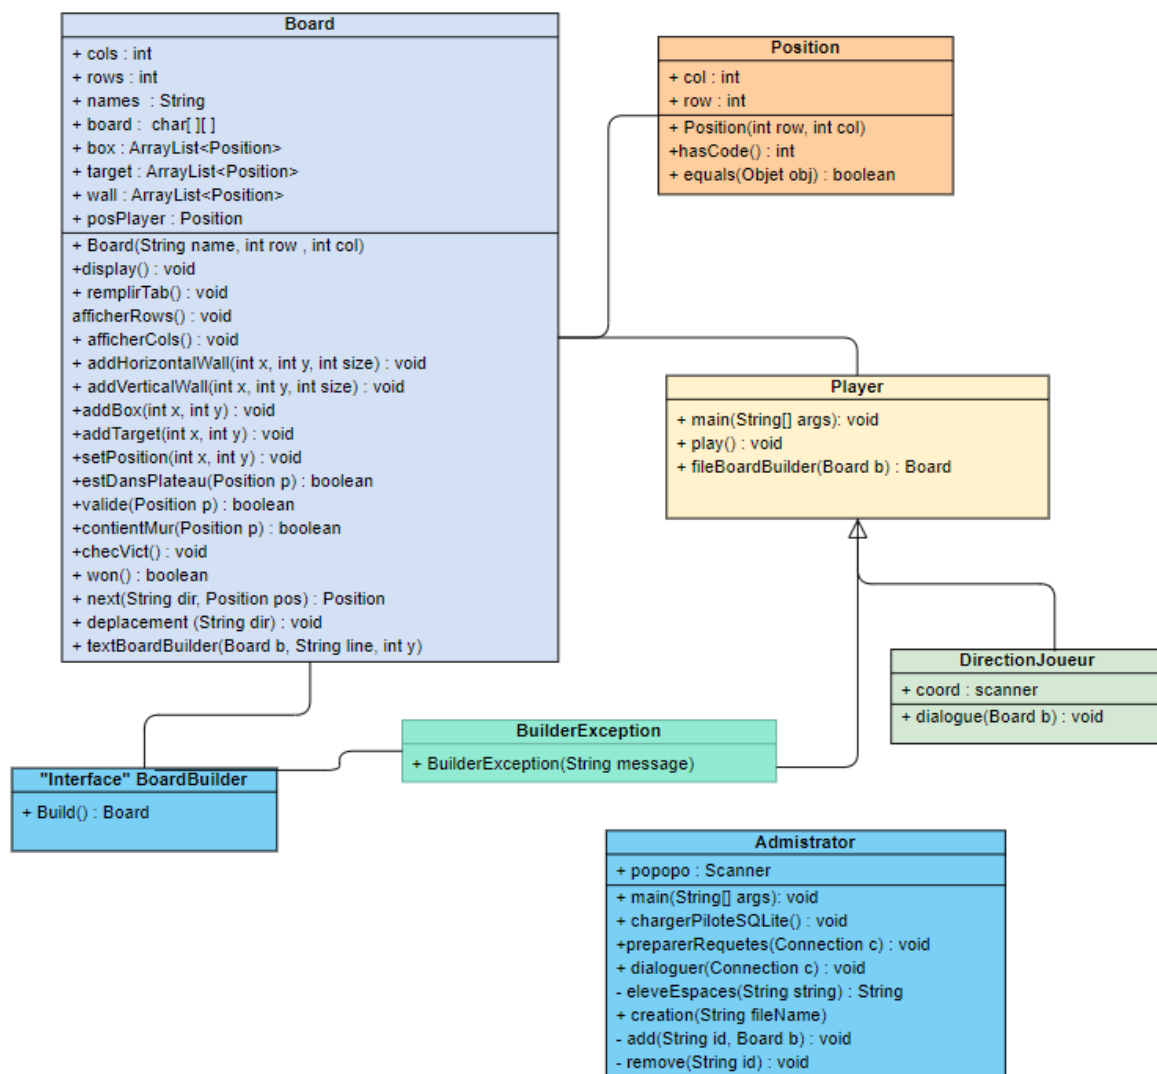 Board
+ cols : int
+ rows : int
+ names : String
+ board : char[ ][ ]
+ box : ArrayList<Position>
+ target : ArrayList<Position>
+ wall : ArrayList<Position>
+ posPlayer : Position
+ Board(String name, int row , int col)
+display() : void
+ remplirTab() : void
afficherRows() : void
+ afficherCols() : void
+ addHorizontalWall(int x, int y, int size) : void
+ addVerticalWall(int x, int y, int size) : void
+addBox(int x, int y) : void
+addTarget(int x, int y) : void
+setPosition(int x, int y) : void
+estDansPlateau(Position p) : boolean
+valide(Position p) : boolean
+contientMur(Position p) : boolean
+checVict() : void
+ won() : boolean
+ next(String dir, Position pos) : Position
+ deplacement (String dir) : void
+ textBoardBuilder(Board b, String line, int y)
Position
+ col : int
+ row : int
+ Position(int row, int col)
+hasCode() : int
+ equals(Objet obj) : boolean
Player
+ main(String[] args): void
+ play() : void
+ fileBoardBuilder(Board b) : Board
DirectionJoueur
+ coord : scanner
+ dialogue(Board b) : void
BuilderException
+ BuilderException(String message)
"Interface" BoardBuilder
+ Build() : Board
Admistrator
+ popopo : Scanner
+ main(String[] args): void
+ chargerPiloteSQLite() : void
+preparerRequetes(Connection c) : void
+ dialoguer(Connection c) : void
- eleveEspaces(String string) : String
+ creation(String fileName)
- add(String id, Board b) : void
- remove(String id) : void